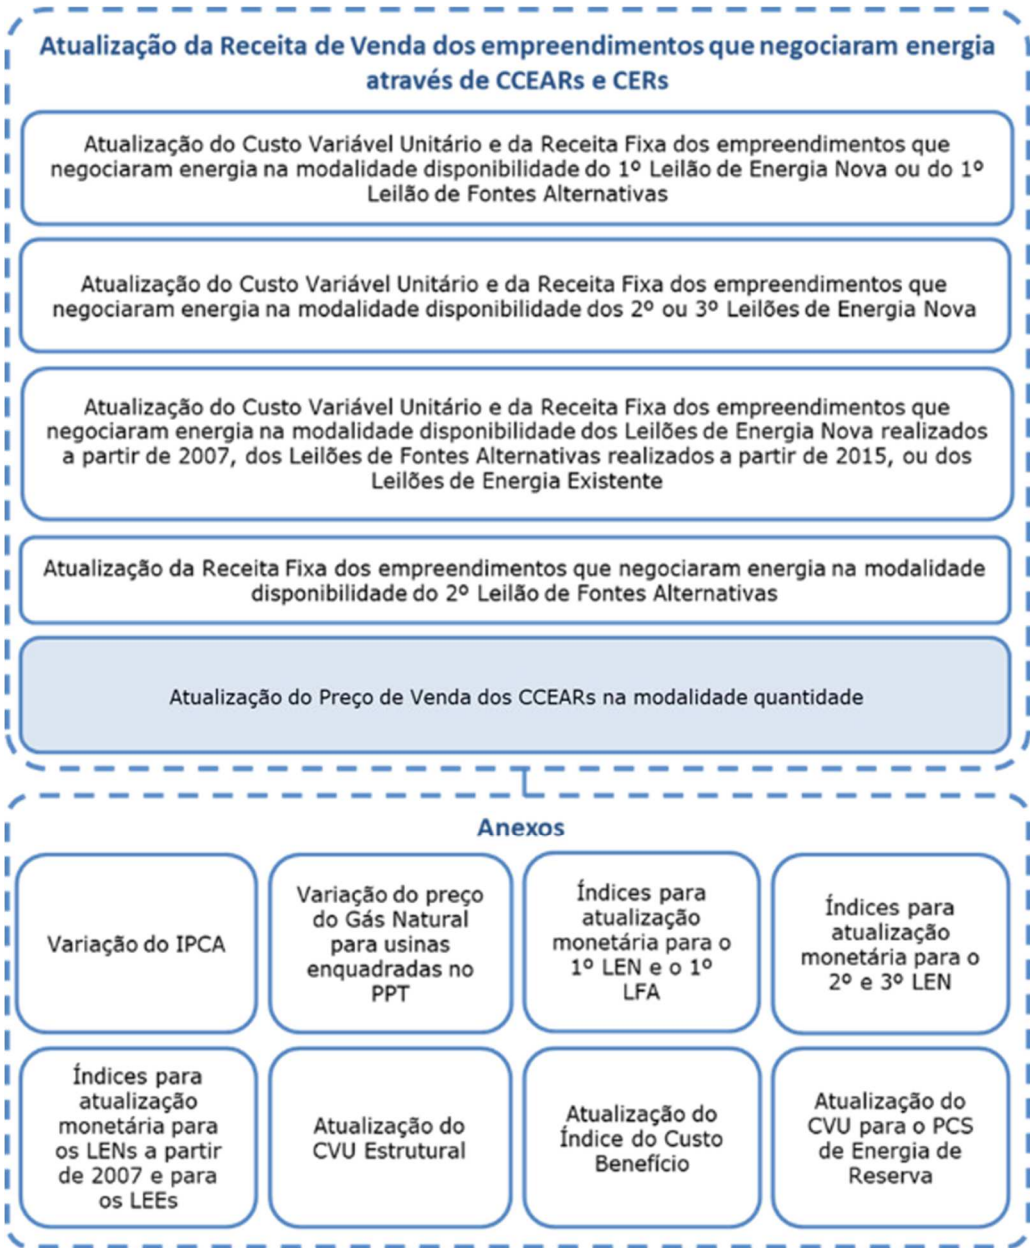 Atualização da Receita de Venda dos empreendimentos que negociaram energia
através de CCEARs e CERs
Atualização do Custo Variável Unitário e da Receita Fixa dos empreendimentos que
negociaram energia na modalidade disponibilidade do 1º Leilão de Energia Nova ou do 1º
Leilão de Fontes Alternativas
Atualização do Custo Variável Unitário e da Receita Fixa dos empreendimentos que
negociaram energia na modalidade disponibilidade dos 2º ou 3º Leilões de Energia Nova
Atualização do Custo Variável Unitário e da Receita Fixa dos empreendimentos que
negociaram energia na modalidade disponibilidade dos Leilões de Energia Nova realizados
a partir de 2007, dos Leilões de Fontes Alternativas realizados a partir de 2015, ou dos
Leilões de Energia Existente
Atualização da Receita Fixa dos empreendimentos que negociaram energia na modalidade
disponibilidade do 2º Leilão de Fontes Alternativas
Atualização do Preço de Venda dos CCEARs na modalidade quantidade
Anexos
Variação do IPCA
Variação do preço
do Gás Natural
para usinas
enquadradas no
PPT
Índices para
atualização
monetária para o
1º LEN e o 1º
LFA
Índices para
atualização
monetária para o
2º e 3º LEN
Índices para
atualização
monetária para
os LENs a partir
de 2007 e para
os LEEs
Atualização do
CVU Estrutural
Atualização do
Índice do Custo
Benefício
Atualização do
CVU para o PCS
de Energia de
Reserva